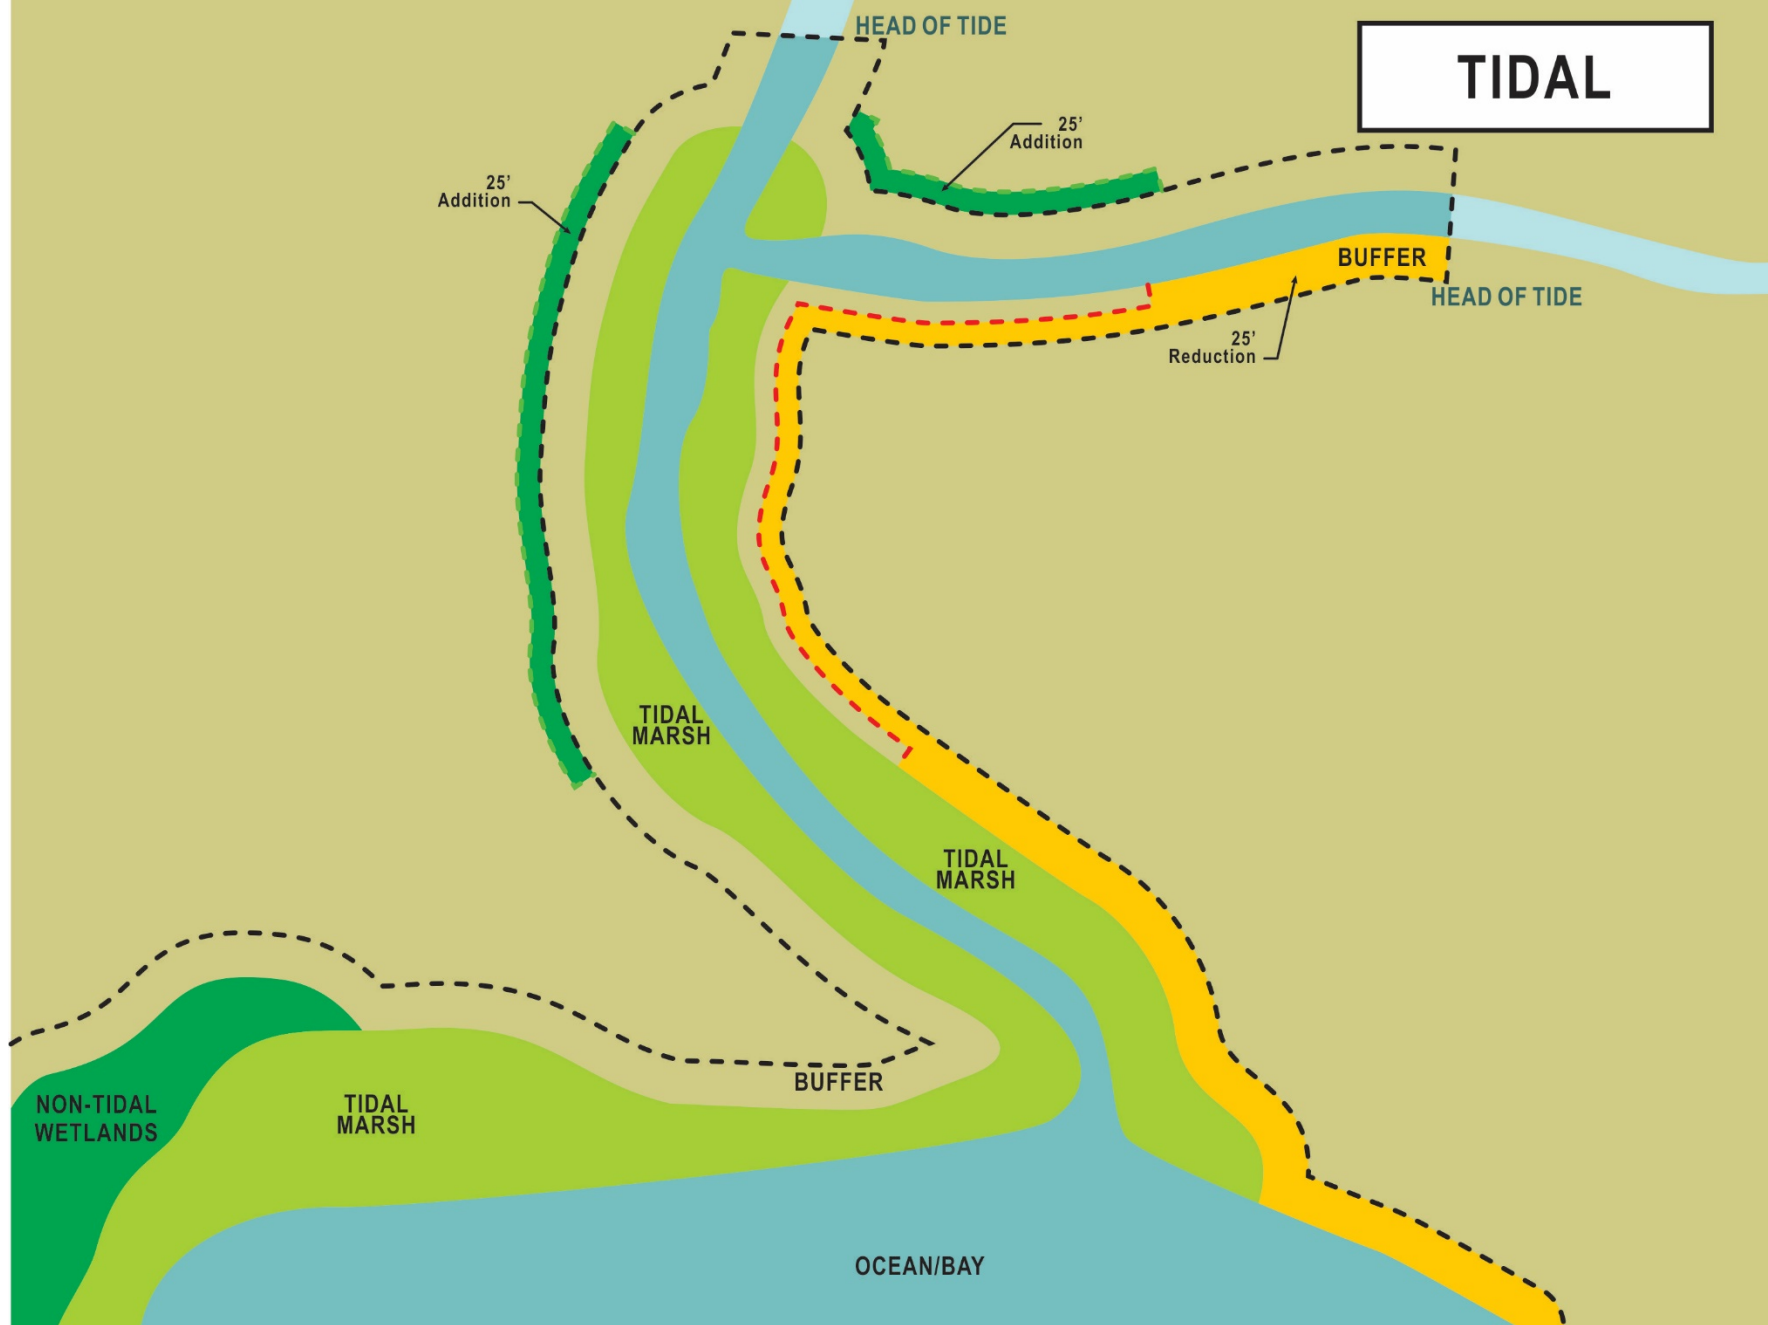 HEAD OF TIDE
TIDAL
25'
Addition
25'
Addition
BUFFER
HEAD OF TIDE
25'
Reduction
TIDAL
MARSH
TIDAL
MARSH
BUFFER
NON-TIDAL
WETLANDS
TIDAL
MARSH
OCEAN/BAY